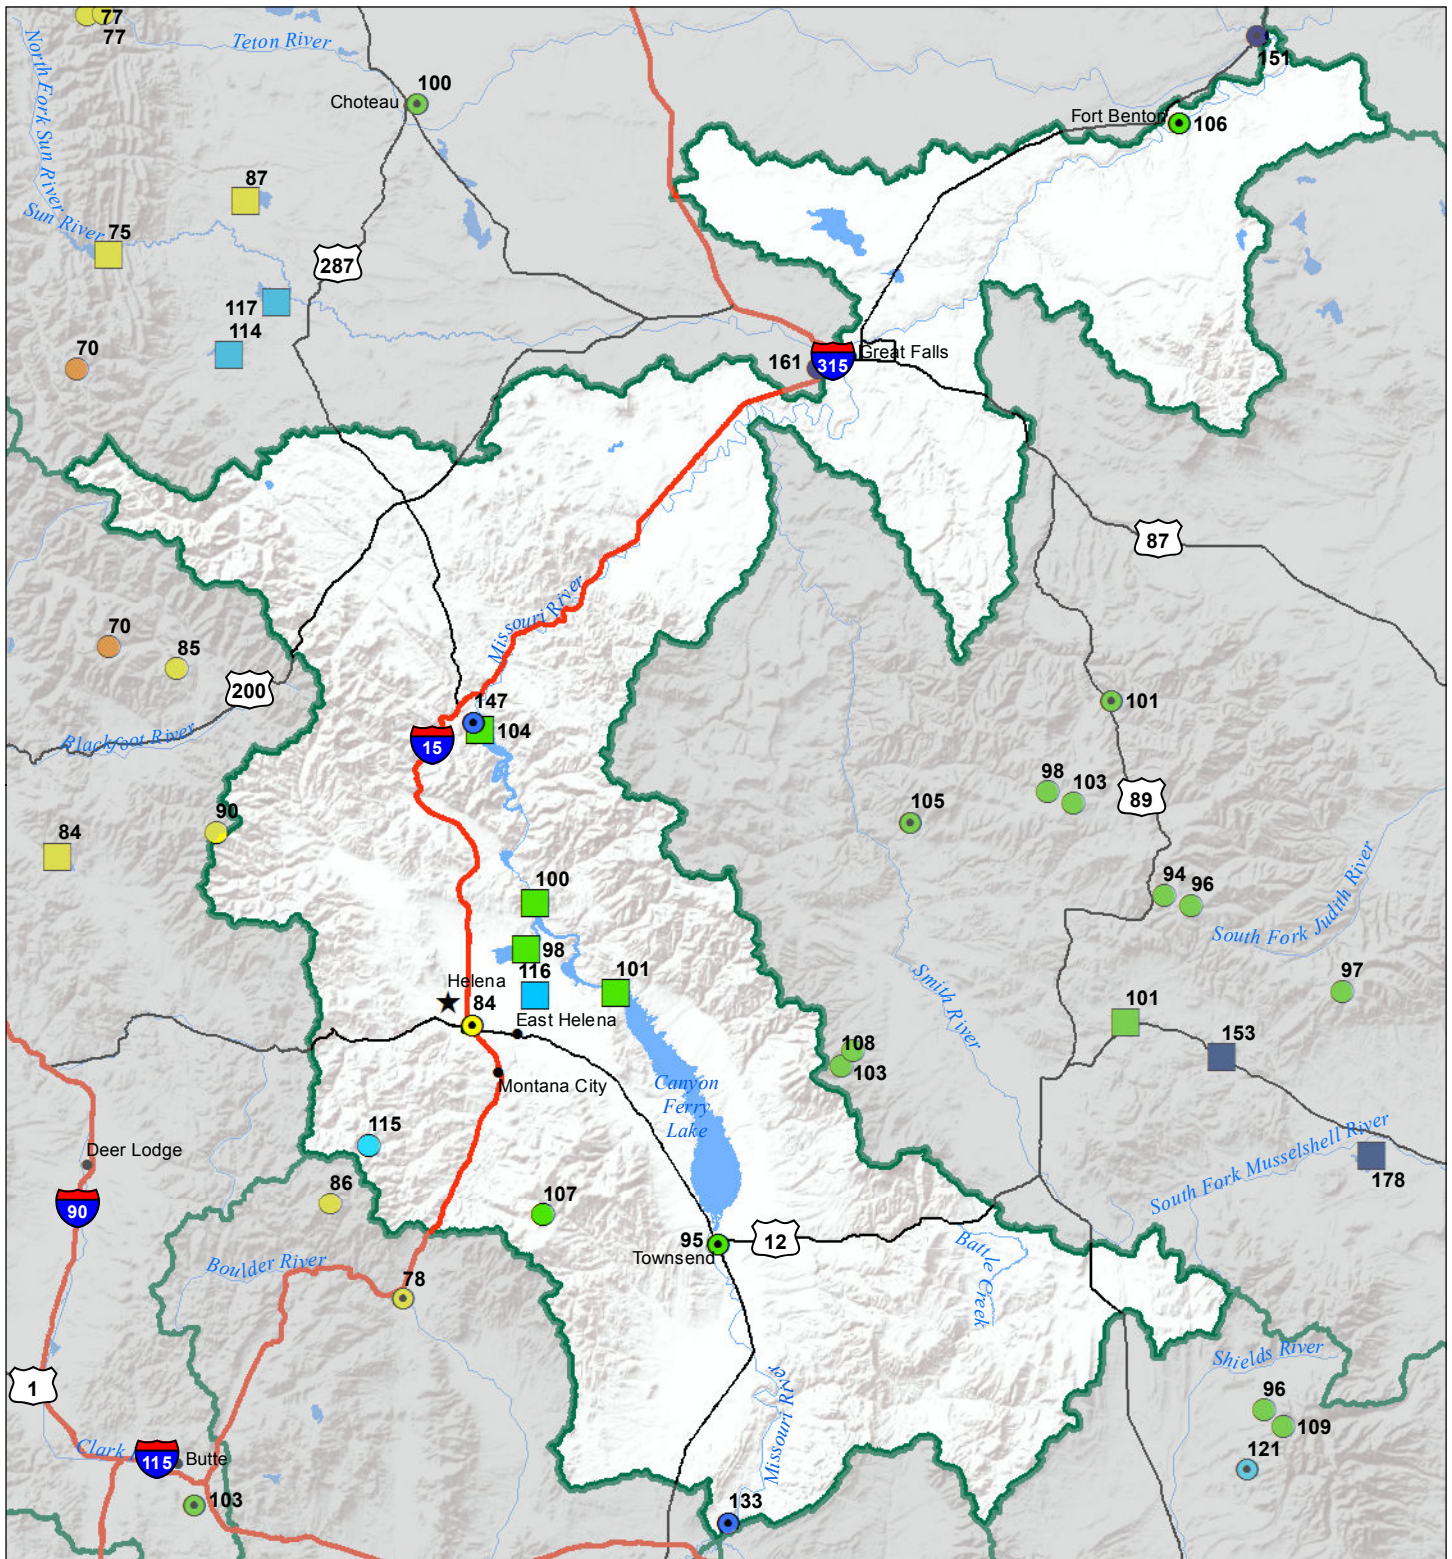 77
77
North Fork Sun River
Teton River
151
100
Choteau
Fort Benton
106
87
Sun River
75
287
117
114
70
161
315
Great Falls
87
Missouri River
70
85
200
Blackfoot River
147
104
15
101
98
103
89
105
90
84
100
94
96
98
116
101
South Fork Judith River
Smith River
97
Helena
84
East Helena
101
153
108
103
Montana City
Canyon
Ferry
Lake
115
Deer Lodge
South Fork Musselshell River
178
86
107
90
95
Townsend
12
Battle Creek
Boulder River
78
Shields River
1
Missouri River
96
109
Clark
115
Butte
121
103
133